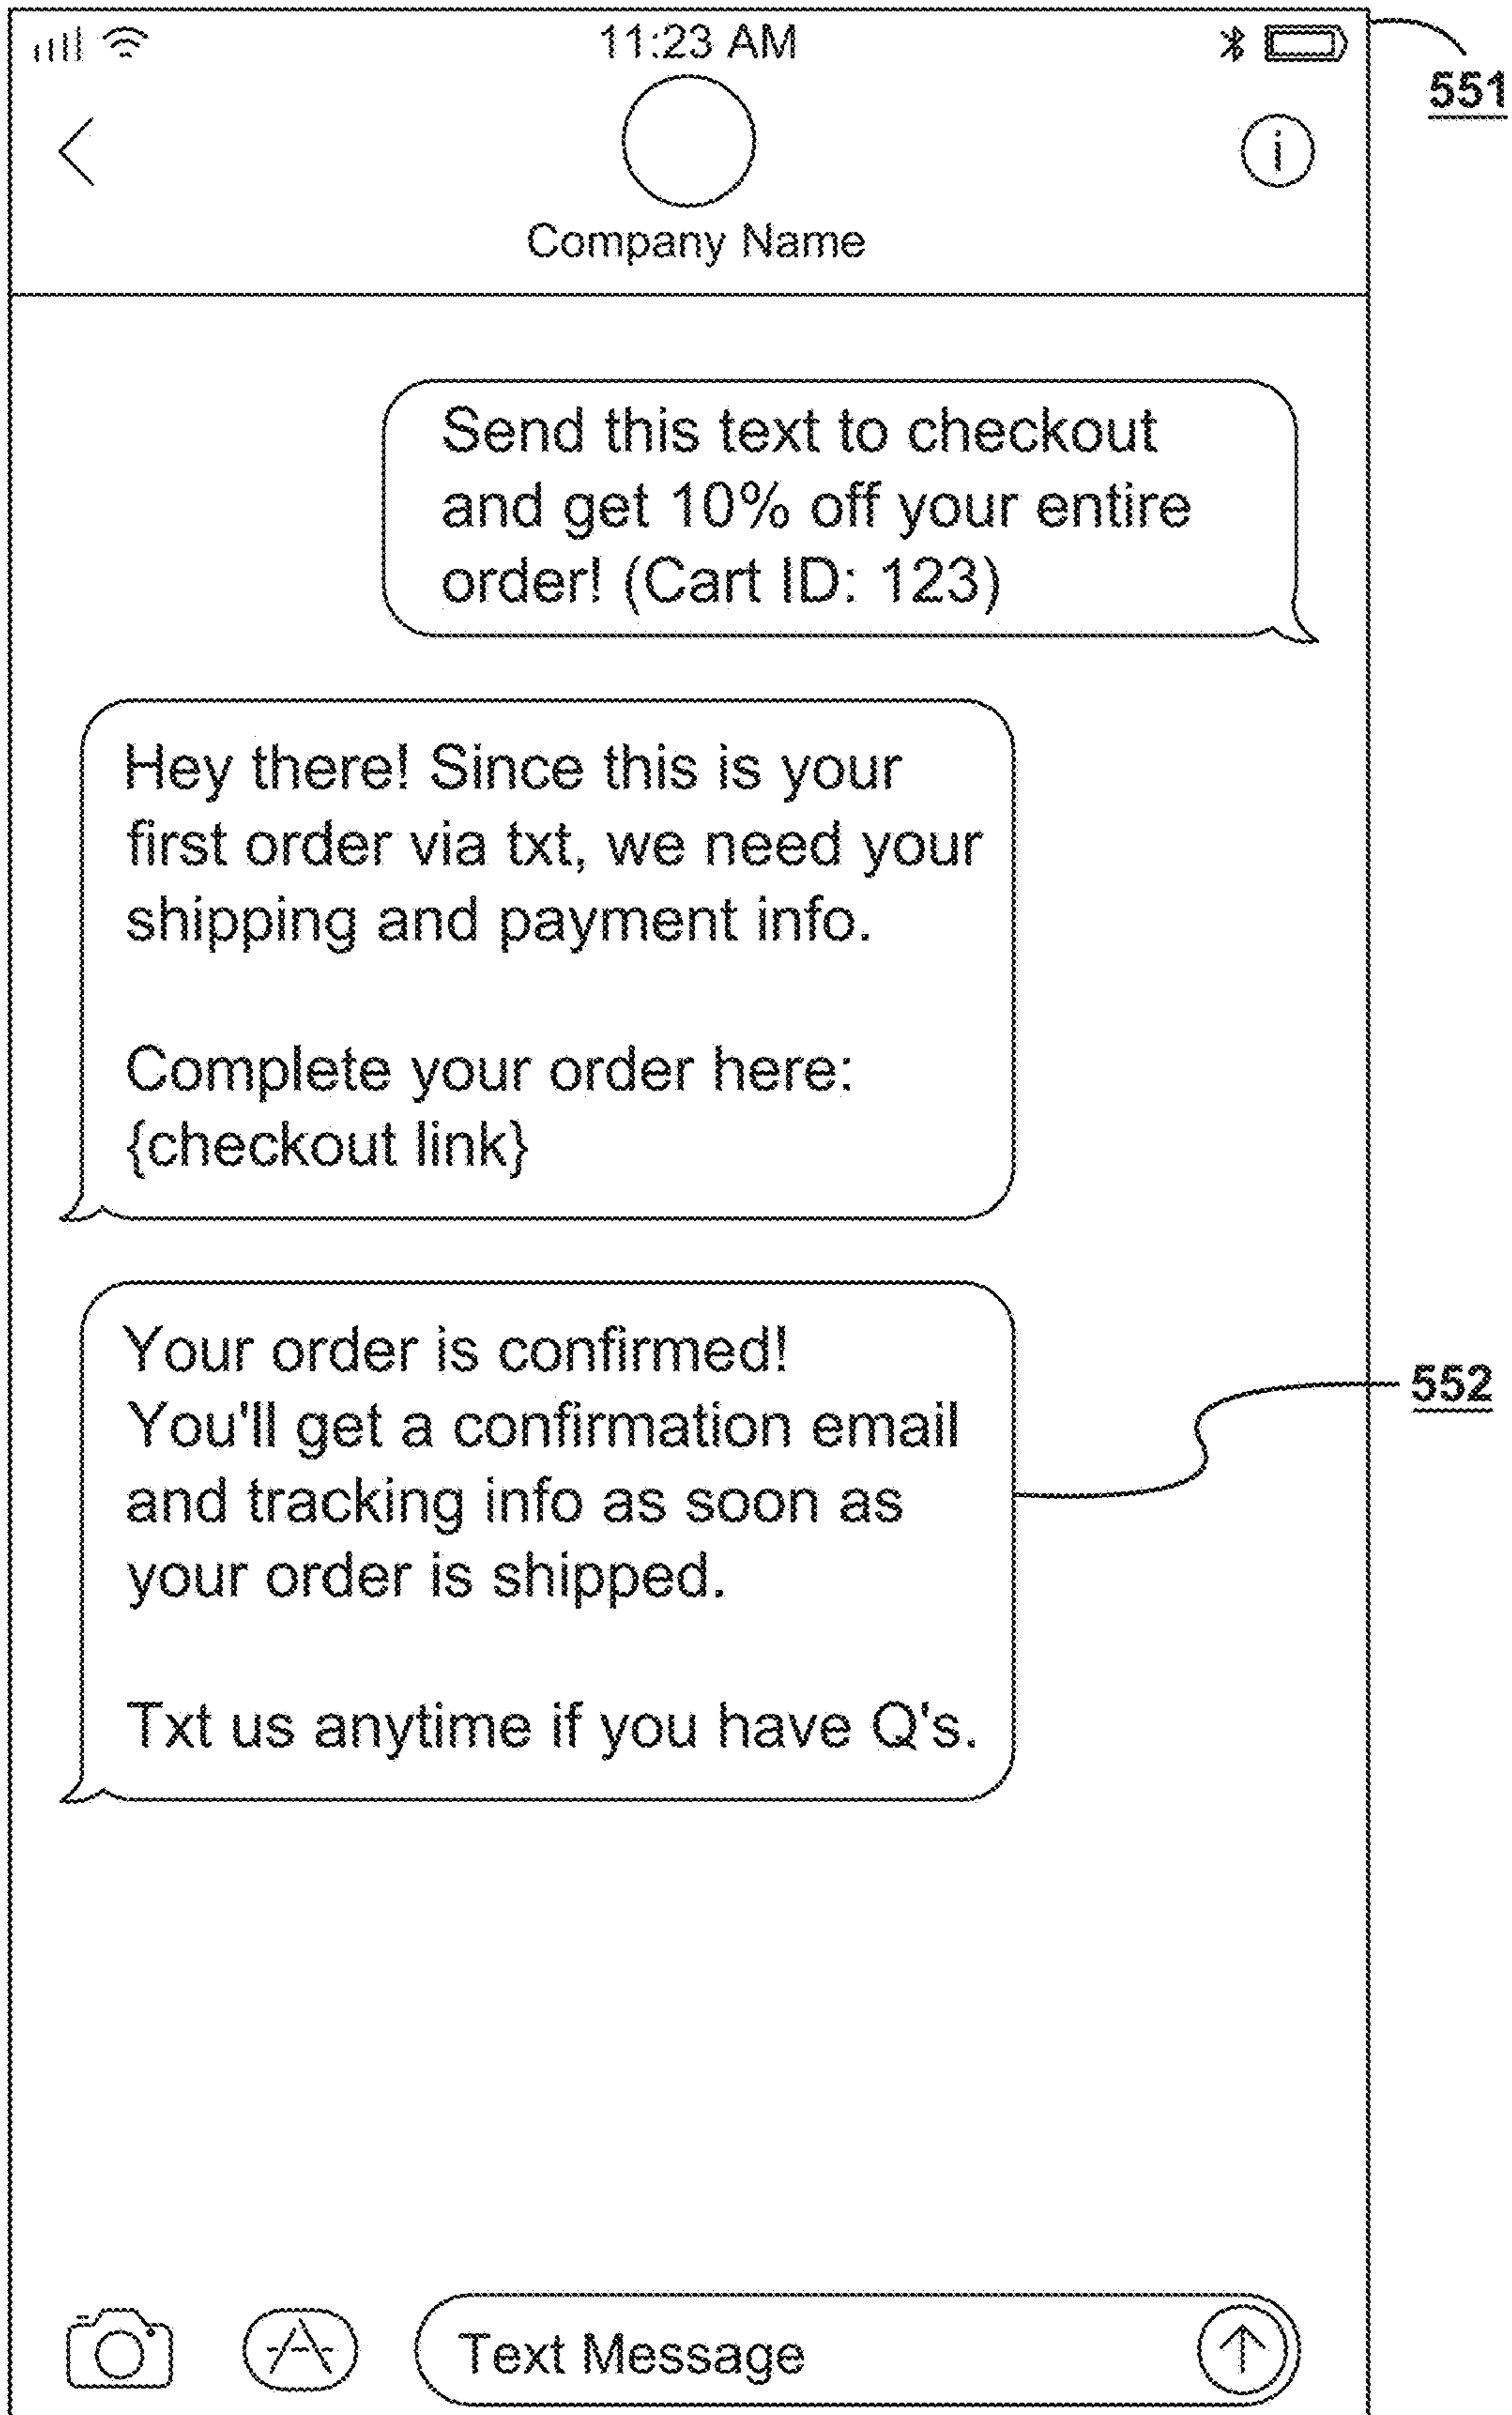 11:23 AM
551
i
Company Name
Send this text to checkout
and get 10% off your entire
order! (Cart ID: 123)
Hey there! Since this is your
first order via txt, we need your
shipping and payment info.
Complete your order here:
{checkout link}
Your order is confirmed!
You'll get a confirmation email
and tracking info as soon as
your order is shipped.
Txt us anytime if you have Q's.
552
Text Message